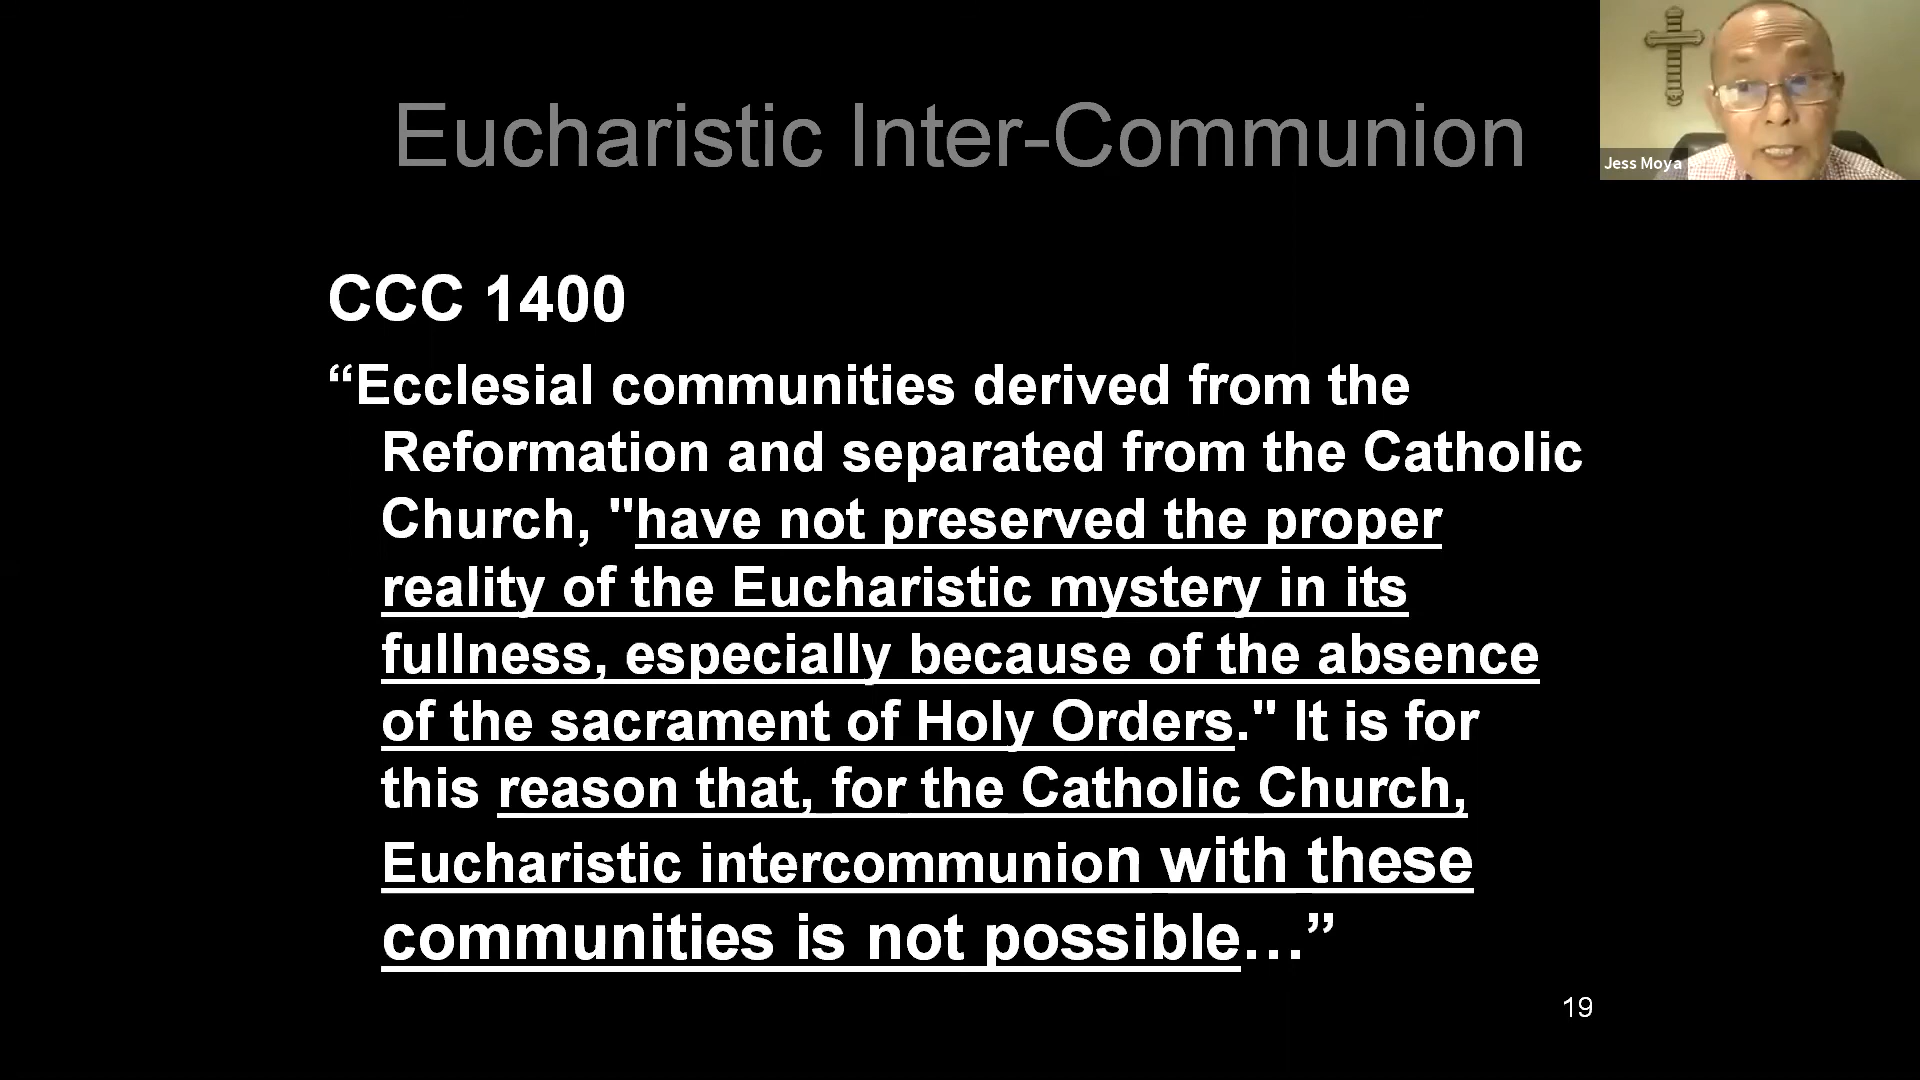 Eucharistic Inter-Communion
Jess Moya
CCC 1400
“Ecclesial communities derived from the
Reformation and separated from the Catholic
Church, "have not preserved the proper
reality of the Eucharistic mystery in its
fullness, especially because of the absence
of the sacrament of Holy Orders." It is for
this reason that, for the Catholic Church,
Eucharistic intercommunion with these
communities is not possible…”
19